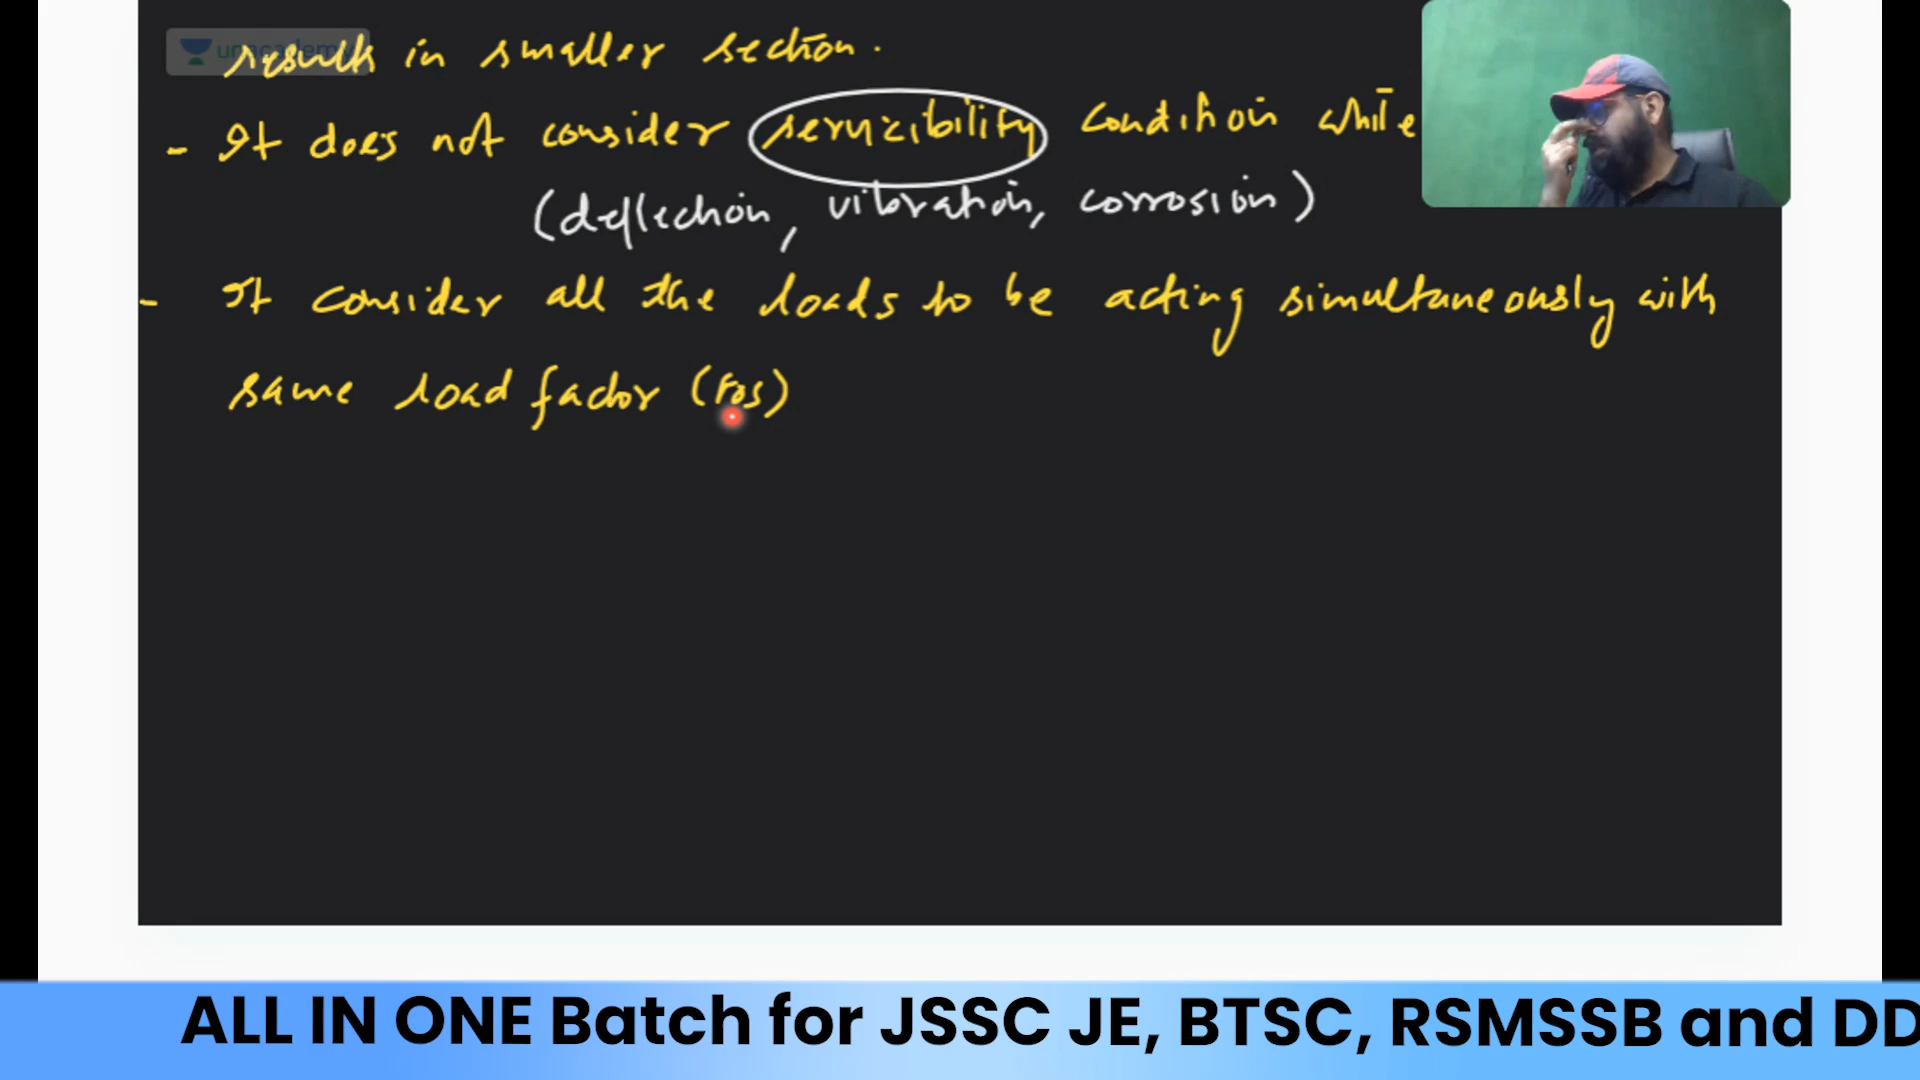 unacademy
results in smaller section.
- It does not consider servicibility condition while
(deflection, vibration, corrosion)
- It consider all the loads to be acting simultaneously with
same load factor (FOS)
ALL IN ONE Batch for JSSC JE, BTSC, RSMSSB and DD